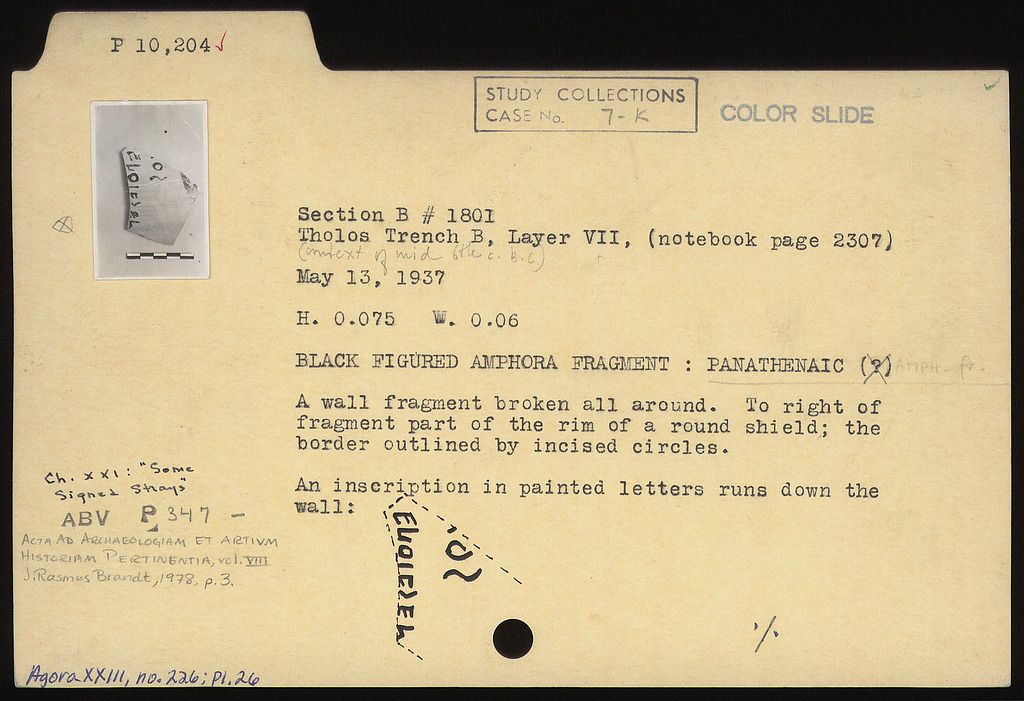 P 10,204✓
STUDY COLLECTIONS
CASE No. 7-K
COLOR SLIDE
Section B # 1801
Tholos Trench B, Layer VII, (notebook page 2307)
(context of mid 6th c. B.C.)
May 13, 1937
H. 0.075 W. 0.06
BLACK FIGURED AMPHORA FRAGMENT : PANATHENAIC (?) AMPH. fr.
A wall fragment broken all around. To right of
fragment part of the rim of a round shield; the
border outlined by incised circles.
An inscription in painted letters runs down the
wall:
Ch. XXI: "Some
Signed Strays"
ABV P 347 -
ACTA AD ARCHAEOLOGIAM ET ARTIVM
HISTORIAM PERTINENTIA, vol. VIII
J. Rasmus Brandt, 1978, p. 3.
Agora XXIII, no. 226; Pl. 26